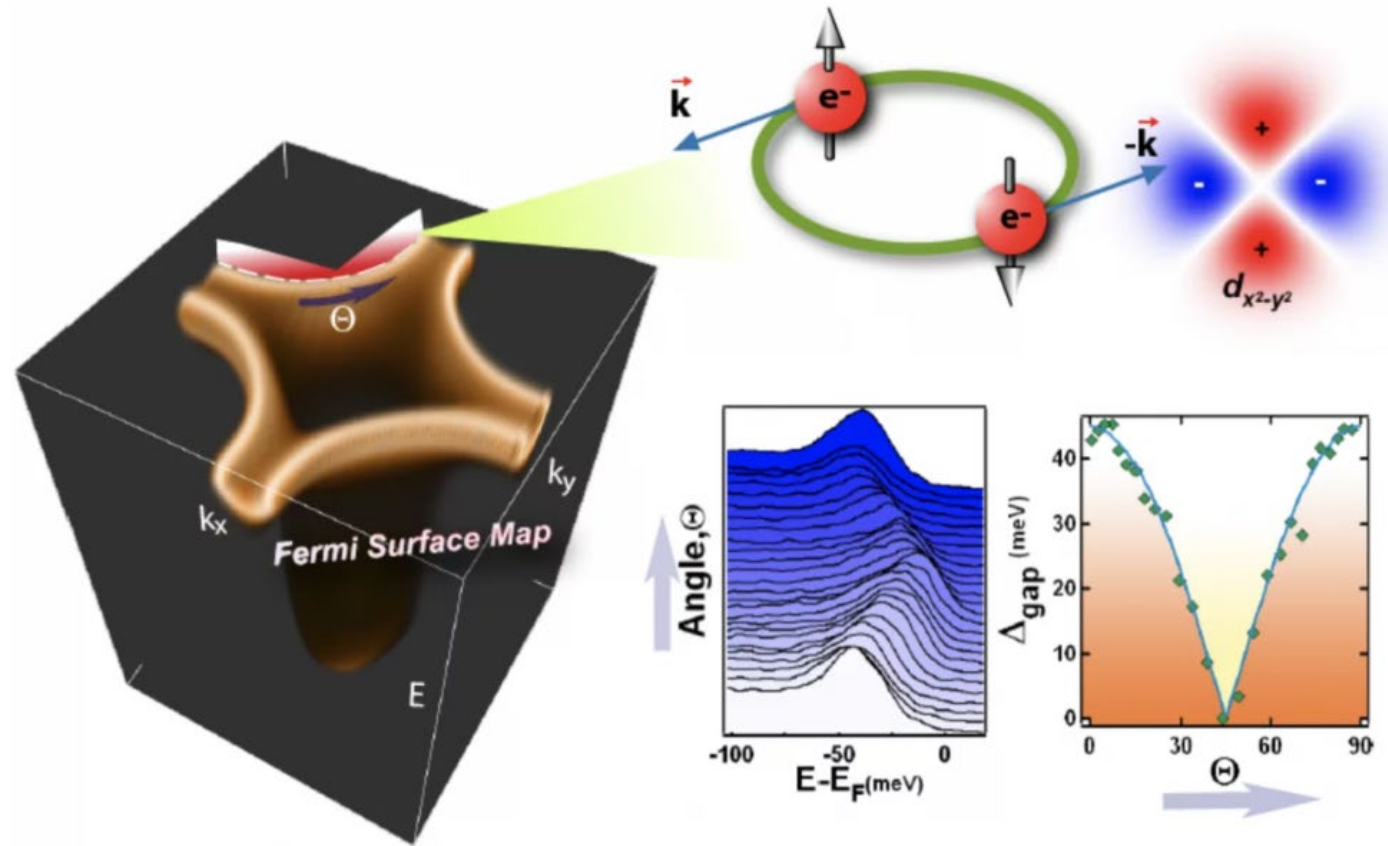 k⃗
e⁻
-k⃗
e⁻
+
-
-
+
dx²-y²
Θ
kx
ky
Fermi Surface Map
E
Angle,Θ
-100
-50
0
E-EF(meV)
Δgap (meV)
40
30
20
10
0
0
30
60
90
Θ